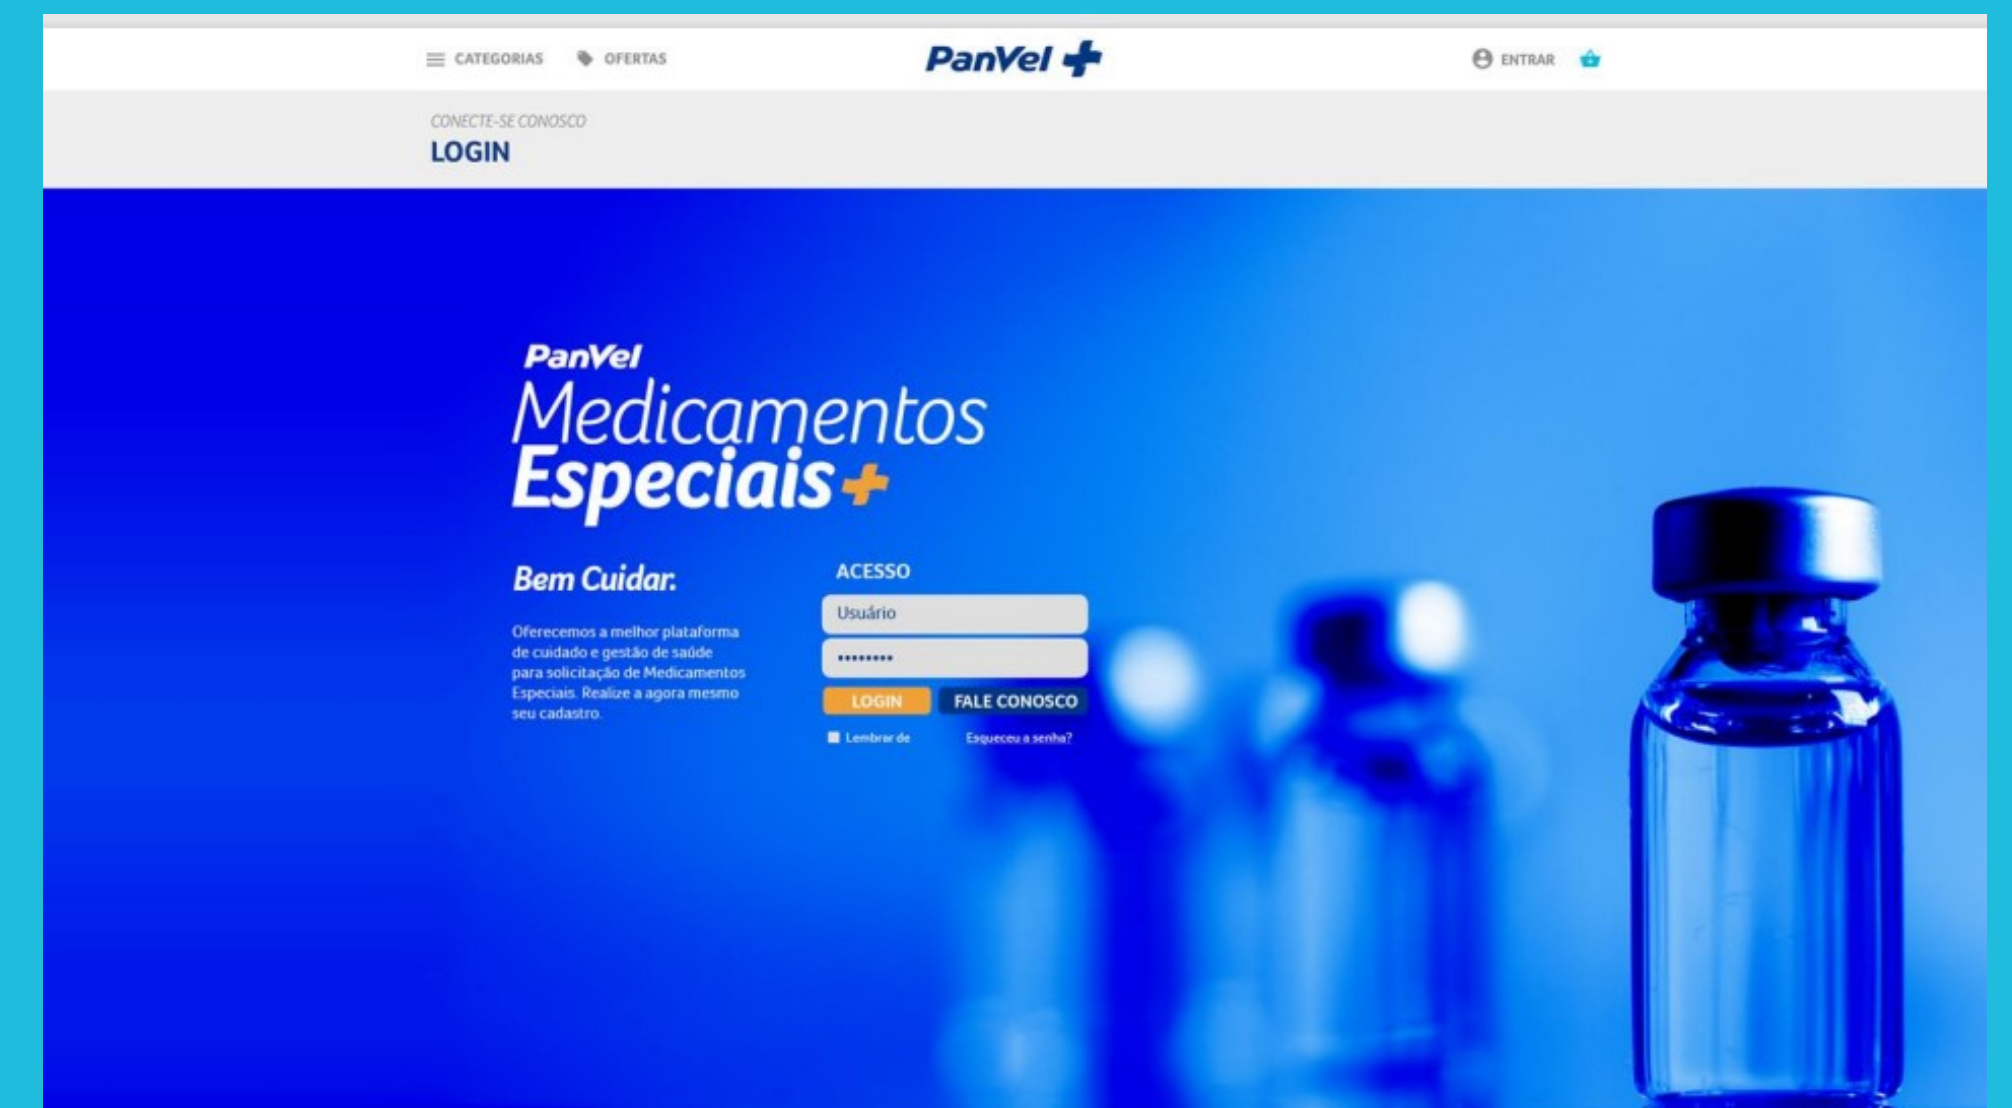 CATEGORIAS OFERTAS PanVel ENTRAR
CONECTE-SE CONOSCO
LOGIN
PanVel
Medicamentos
Especiais+
Bem Cuidar.
Oferecemos a melhor plataforma
de cuidado e gestão de saúde
para solicitação de Medicamentos
Especiais. Realize a agora mesmo
seu cadastro.
ACESSO
Usuário
••••••••
LOGIN FALE CONOSCO
Lembrar de Esqueceu a senha?